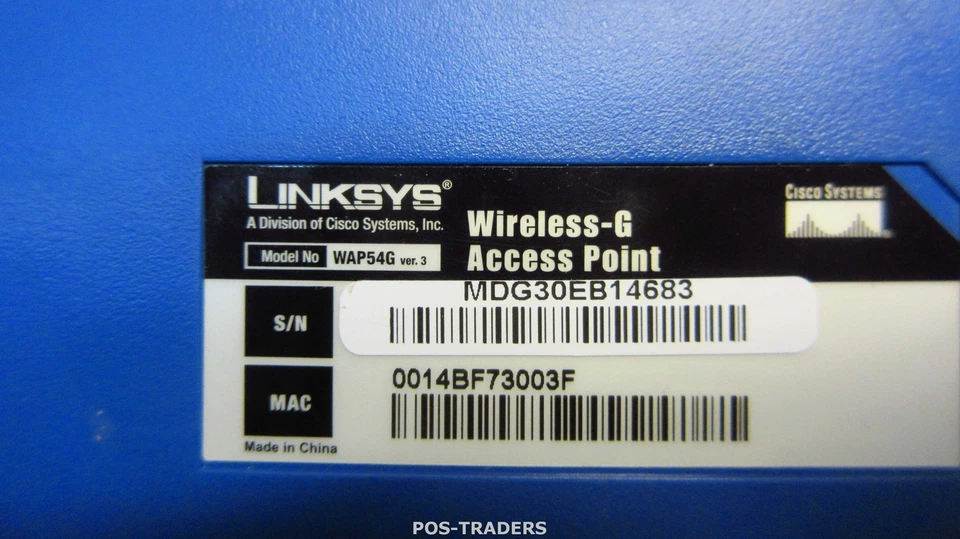 LINKSYS®
A Division of Cisco Systems, Inc.
Model No WAP54G ver. 3
Wireless-G
Access Point
CISCO SYSTEMS
S/N
MDG30EB14683
MAC
0014BF73003F
Made in China
POS-TRADERS